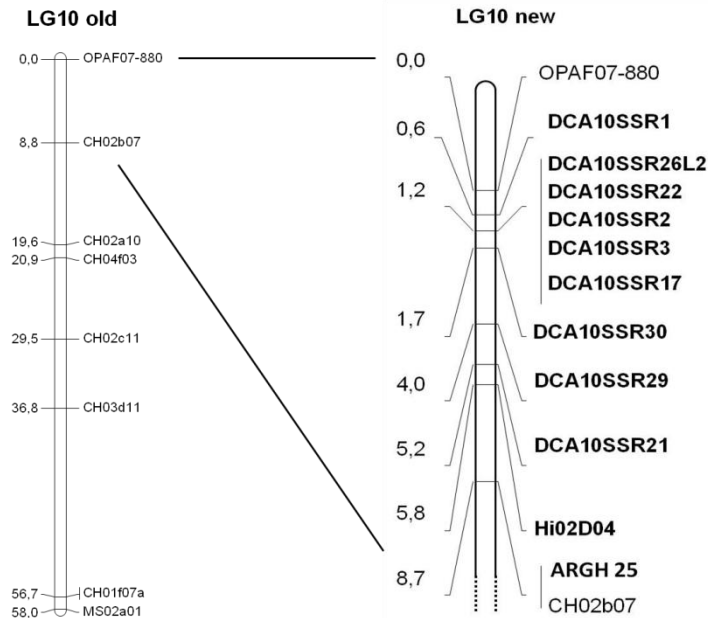 LG10 old
0,0 OPAF07-880
8,8 CH02b07
19,6 CH02a10
20,9 CH04f03
29,5 CH02c11
36,8 CH03d11
56,7 CH01f07a
58,0 MS02a01
LG10 new
0,0 OPAF07-880
0,6 DCA10SSR1
DCA10SSR26L2
1,2 DCA10SSR22
DCA10SSR2
DCA10SSR3
DCA10SSR17
1,7 DCA10SSR30
4,0 DCA10SSR29
5,2 DCA10SSR21
5,8 Hi02D04
8,7 ARGH 25
CH02b07